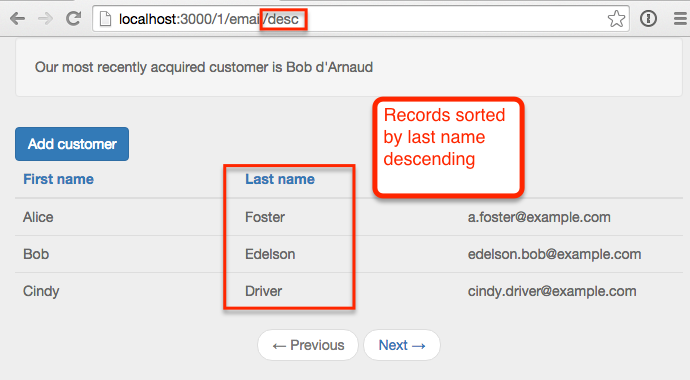 localhost:3000/1/email/desc
Our most recently acquired customer is Bob d'Arnaud
Records sorted
by last name
descending
Add customer
First name Last name
Alice Foster a.foster@example.com
Bob Edelson edelson.bob@example.com
Cindy Driver cindy.driver@example.com
← Previous Next →